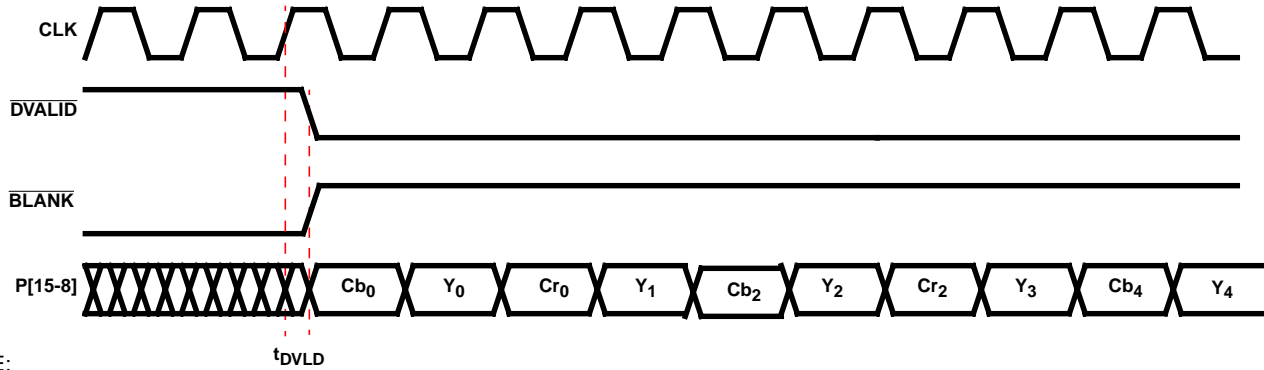 CLK
DVALID
BLANK
P[15-8] Cb0 Y0 Cr0 Y1 Cb2 Y2 Cr2 Y3 Cb4 Y4
tDVLD
E: